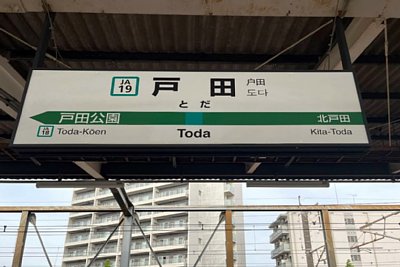 JA
19
戸田
户田
도다
とだ
戸田公園
北戸田
JA
18
Toda-Kōen
Toda
Kita-Toda